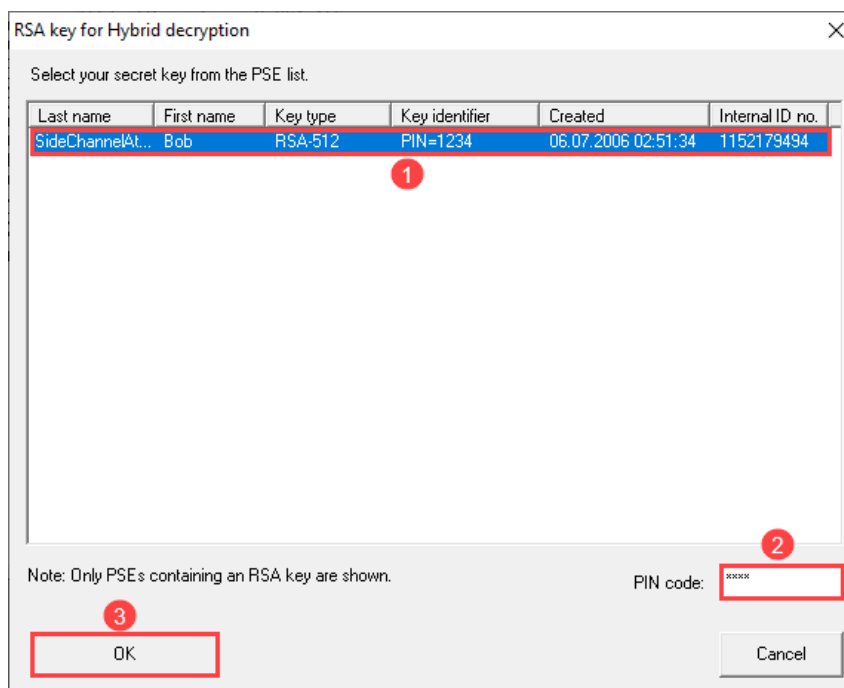 RSA key for Hybrid decryption
Select your secret key from the PSE list.
Last name First name Key type Key identifier Created Internal ID no.
SideChannelAt... Bob RSA-512 PIN=1234 06.07.2006 02:51:34 1152179494
1
2
Note: Only PSEs containing an RSA key are shown.
PIN code: ****
3
OK Cancel